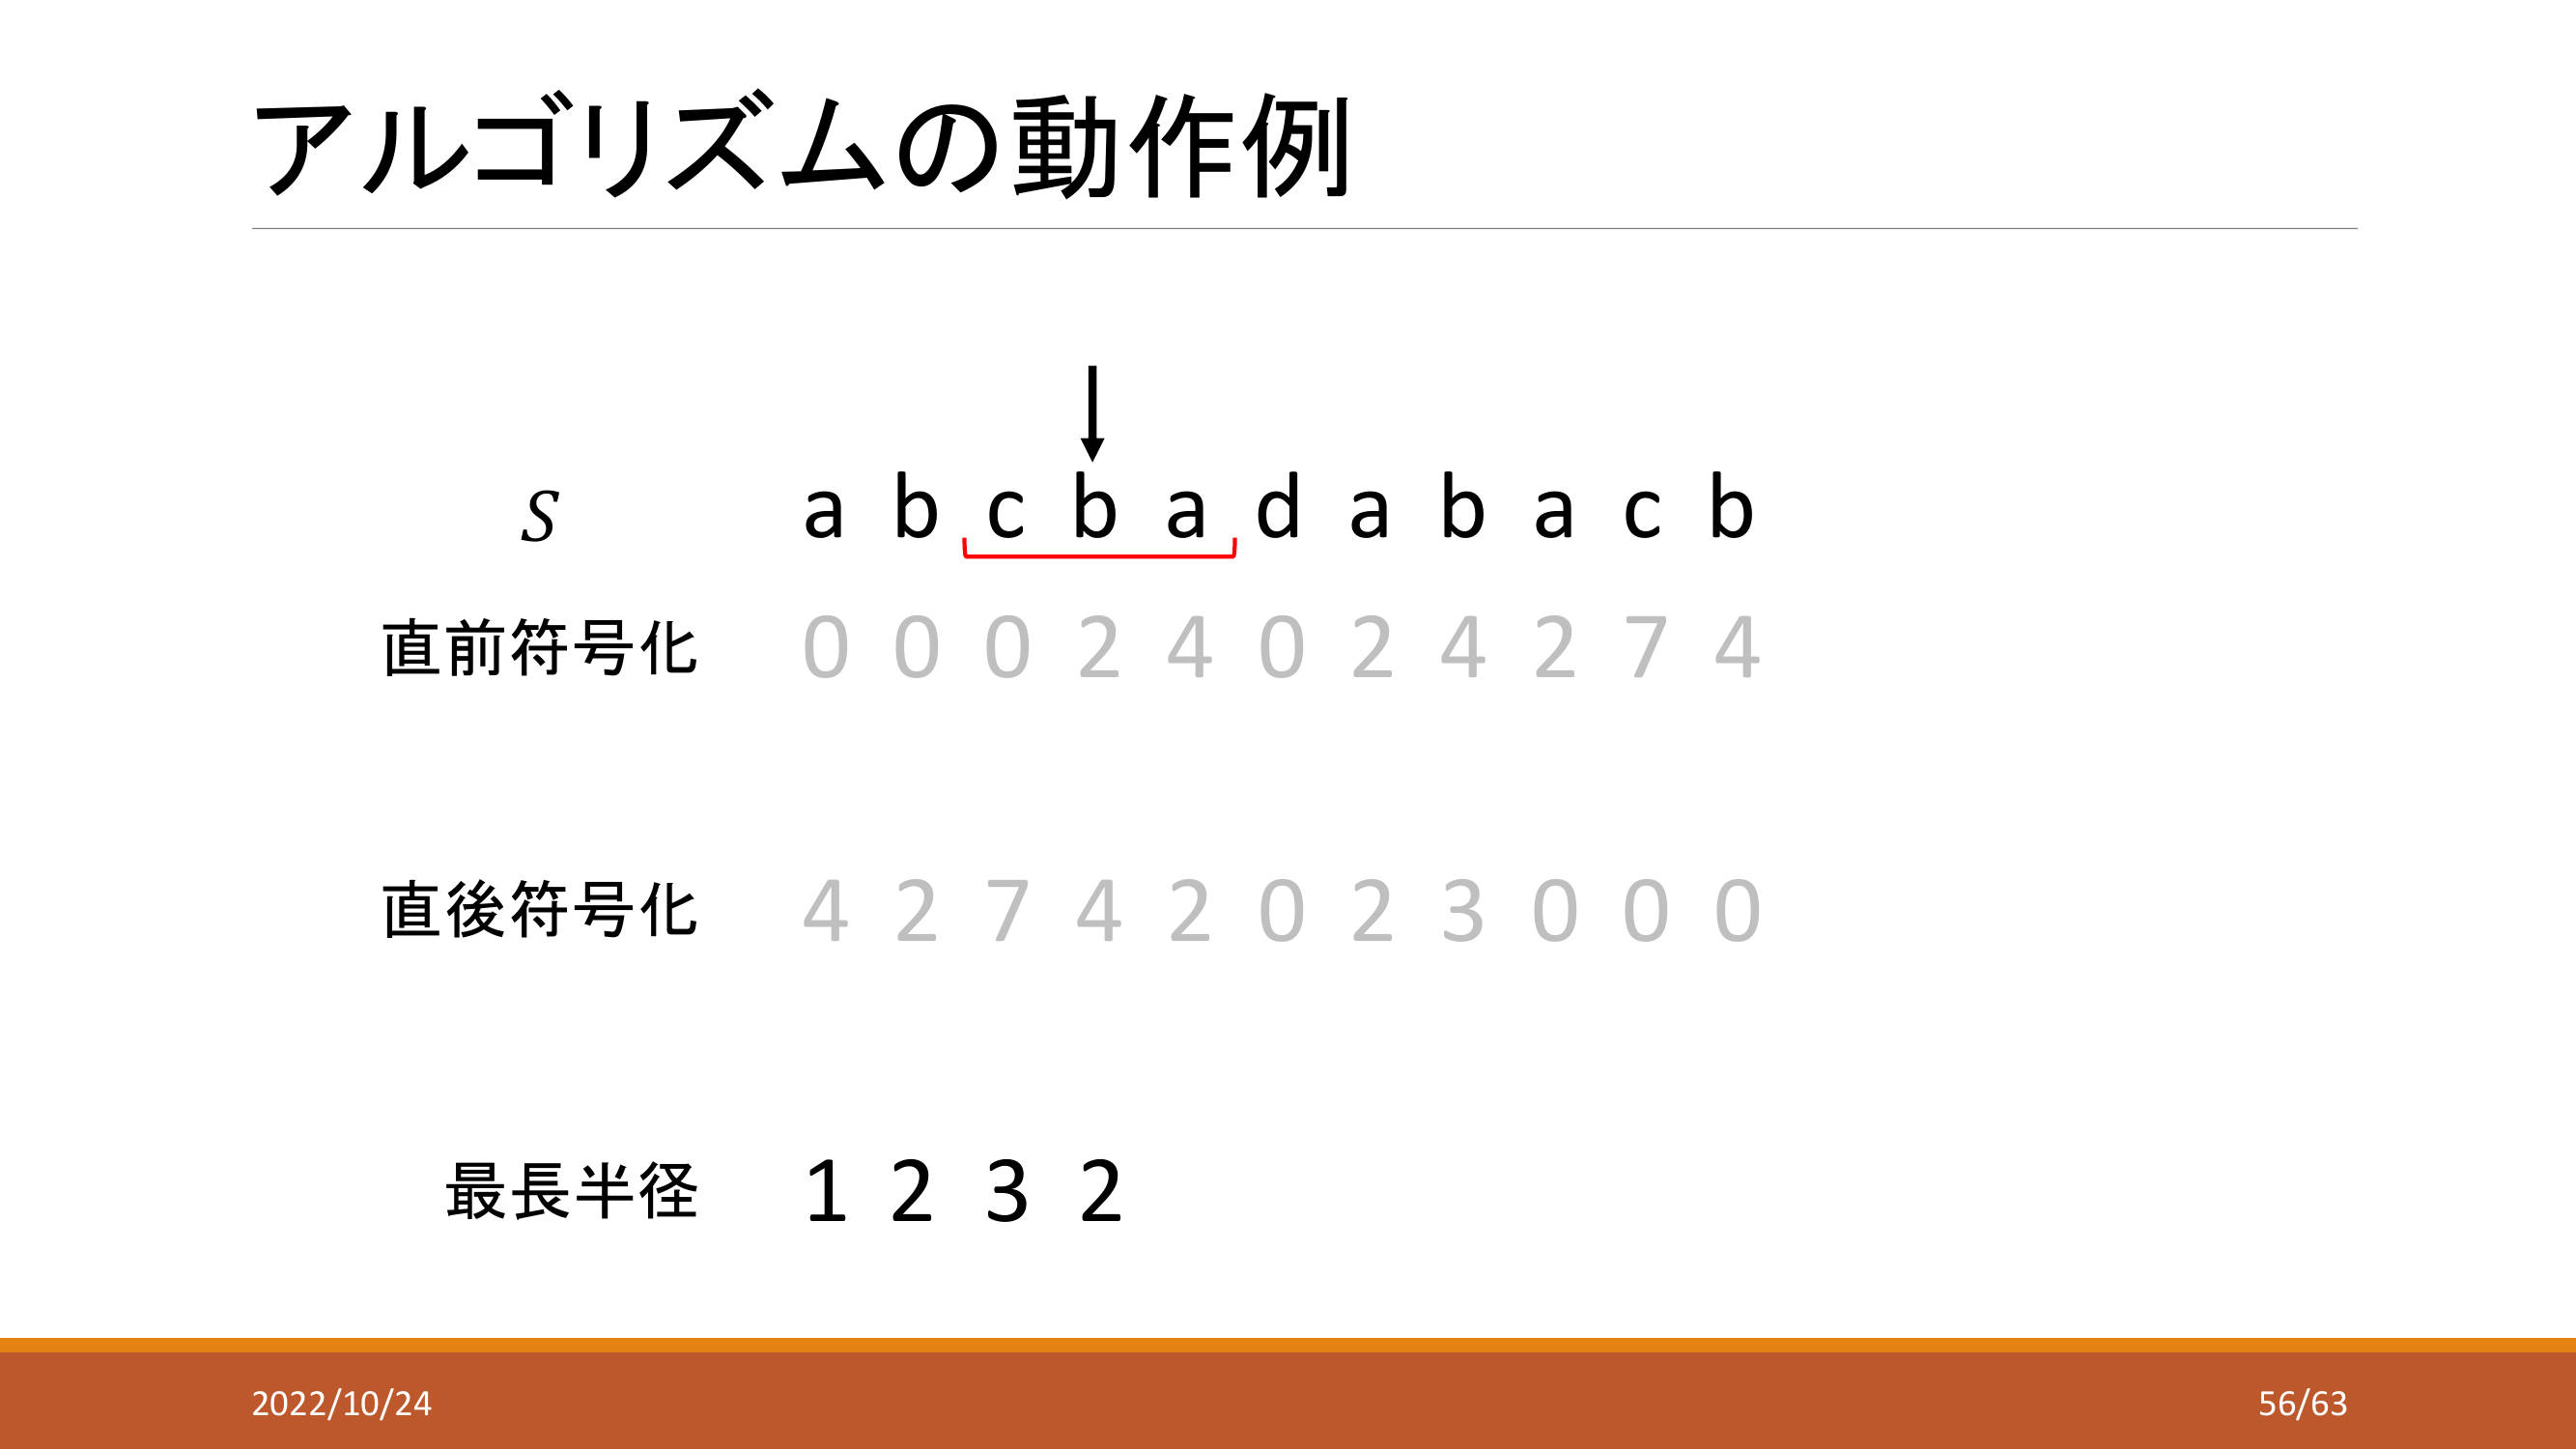 アルゴリズムの動作例
S a b c b a d a b a c b
直前符号化 0 0 0 2 4 0 2 4 2 7 4
直後符号化 4 2 7 4 2 0 2 3 0 0 0
最長半径 1 2 3 2
2022/10/24 56/63